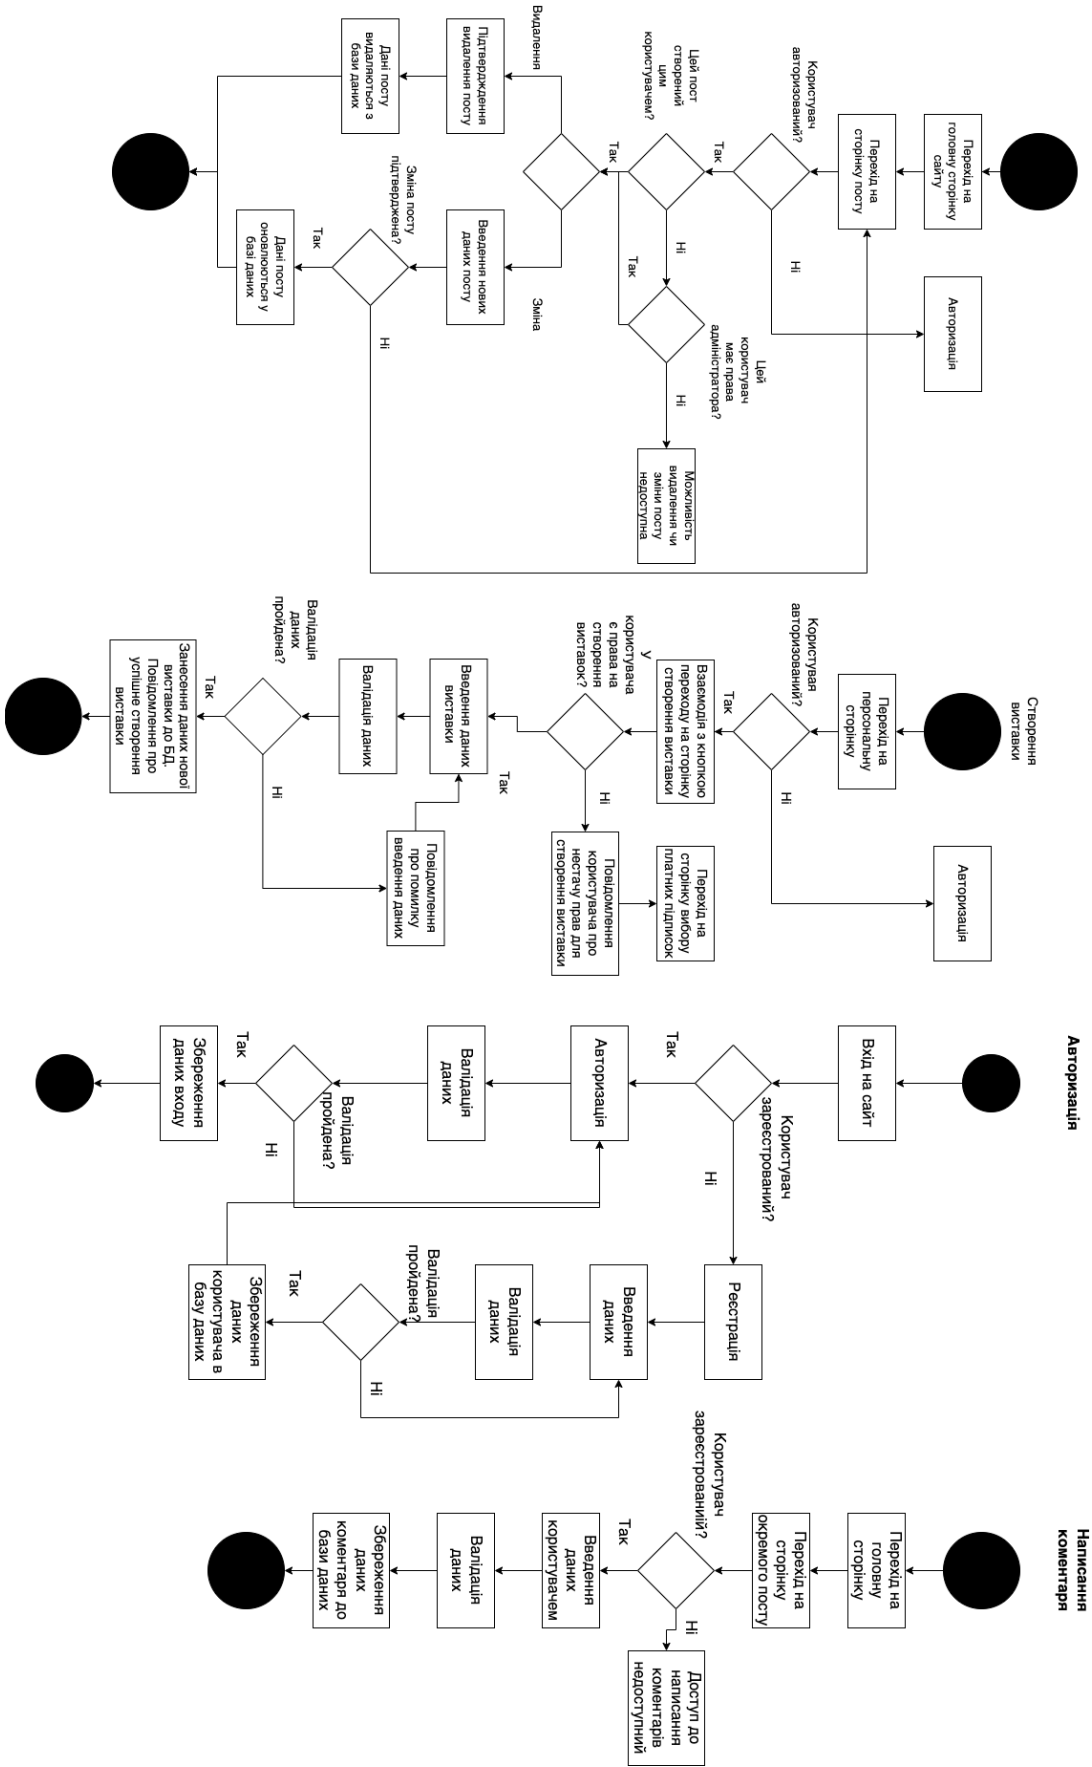 Перехід на
головну сторінку
сайту
Перехід на
сторінку посту
Користувач
авторизований?
Так
Ні
Авторизація
Цей пост
створений
цим
користувачем?
Так
Ні
Так
Цей
користувач
має права
адміністратора?
Ні
Можливість
видалення чи
зміни посту
недоступна
Видалення
Зміна
Підтвердження
видалення посту
Дані посту
видаляються з
бази даних
Введення нових
даних посту
Зміна посту
підтверджена?
Так
Ні
Дані посту
оновлюються у
базі даних
Створення
виставки
Перехід на
персональну
сторінку
Користувая
авторизований?
Так
Ні
Авторизація
Взаємодія з кнопкою
переходу на сторінку
створення виставки
У
користувача
є права на
створення
виставок?
Ні
Повідомлення
користувача про
нестачу прав для
створення виставки
Перехід на
сторінку вибору
платних підписок
Так
Введення даних
виставки
Валідація даних
Валідація
даних
пройдена?
Так
Ні
Повідомлення
про помилку
введення даних
Занесення даних нової
виставки до БД.
Повідомлення про
успішне створення
виставки
Авторизація
Вхід на сайт
Користувач
зареєстрований?
Так
Ні
Авторизація
Валідація
даних
Валідація
пройдена?
Так
Ні
Збереження
даних входу
Реєстрація
Введення
даних
Валідація
даних
Валідація
пройдена?
Так
Ні
Збереження
даних
користувача в
базу даних
Написання
коментаря
Перехід на
головну
сторінку
Перехід на
сторінку
окремого посту
Користувач
зареєстрованиій?
Так
Ні
Доступ до
написання
коментарів
недоступний
Введення
даних
користувачем
Валідація
даних
Збереження
даних
коментаря до
бази даних